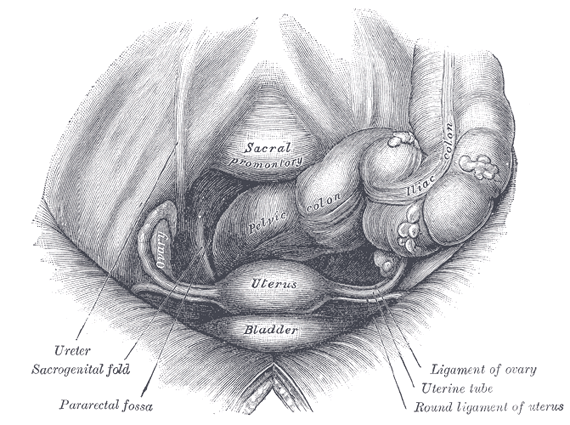 Sacral
promontory
Pelvic colon
Iliac colon
Ovary
Uterus
Bladder
Ureter
Sacrogenital fold
Pararectal fossa
Ligament of ovary
Uterine tube
Round ligament of uterus